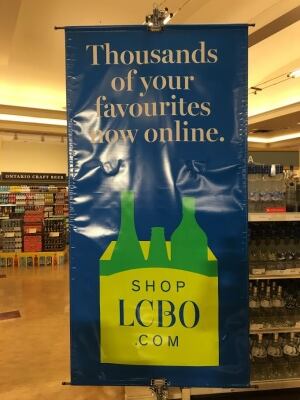 Thousands
of your
favourites
now online.
ONTARIO CRAFT BEER
SHOP
LCBO
.COM